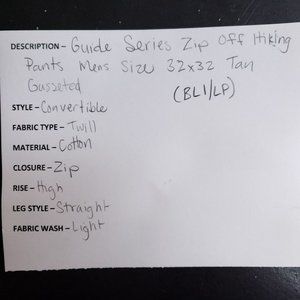 DESCRIPTION – Guide Series Zip Off Hiking
Pants Mens Size 32x32 Tan
Gusseted
(BL1/LP)
STYLE – Convertible
FABRIC TYPE – Twill
MATERIAL – Cotton
CLOSURE – Zip
RISE – High
LEG STYLE – Straight
FABRIC WASH – Light